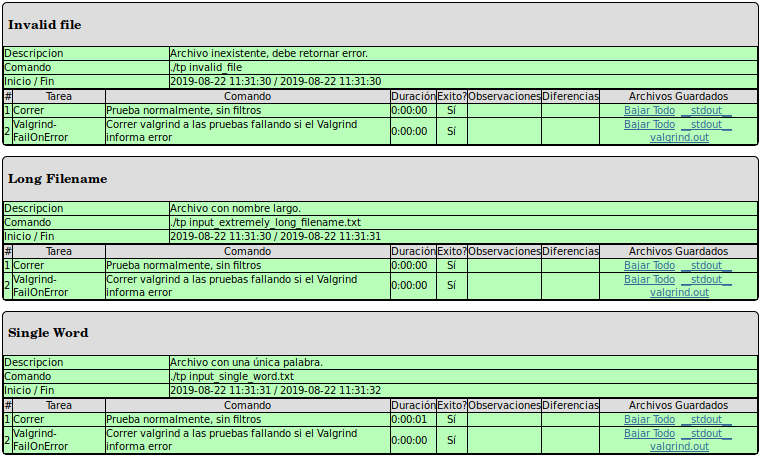 Invalid file
Descripcion Archivo inexistente, debe retornar error.
Comando ./tp invalid_file
Inicio / Fin 2019-08-22 11:31:30 / 2019-08-22 11:31:30
# Tarea Comando Duración Exito? Observaciones Diferencias Archivos Guardados
1 Correr Prueba normalmente, sin filtros 0:00:00 Sí Bajar Todo __stdout__
2 Valgrind-FailOnError Correr valgrind a las pruebas fallando si el Valgrind informa error 0:00:00 Sí Bajar Todo __stdout__ valgrind.out
Long Filename
Descripcion Archivo con nombre largo.
Comando ./tp input_extremely_long_filename.txt
Inicio / Fin 2019-08-22 11:31:30 / 2019-08-22 11:31:31
# Tarea Comando Duración Exito? Observaciones Diferencias Archivos Guardados
1 Correr Prueba normalmente, sin filtros 0:00:00 Sí Bajar Todo __stdout__
2 Valgrind-FailOnError Correr valgrind a las pruebas fallando si el Valgrind informa error 0:00:00 Sí Bajar Todo __stdout__ valgrind.out
Single Word
Descripcion Archivo con una única palabra.
Comando ./tp input_single_word.txt
Inicio / Fin 2019-08-22 11:31:31 / 2019-08-22 11:31:32
# Tarea Comando Duración Exito? Observaciones Diferencias Archivos Guardados
1 Correr Prueba normalmente, sin filtros 0:00:01 Sí Bajar Todo __stdout__
2 Valgrind-FailOnError Correr valgrind a las pruebas fallando si el Valgrind informa error 0:00:00 Sí Bajar Todo __stdout__ valgrind.out